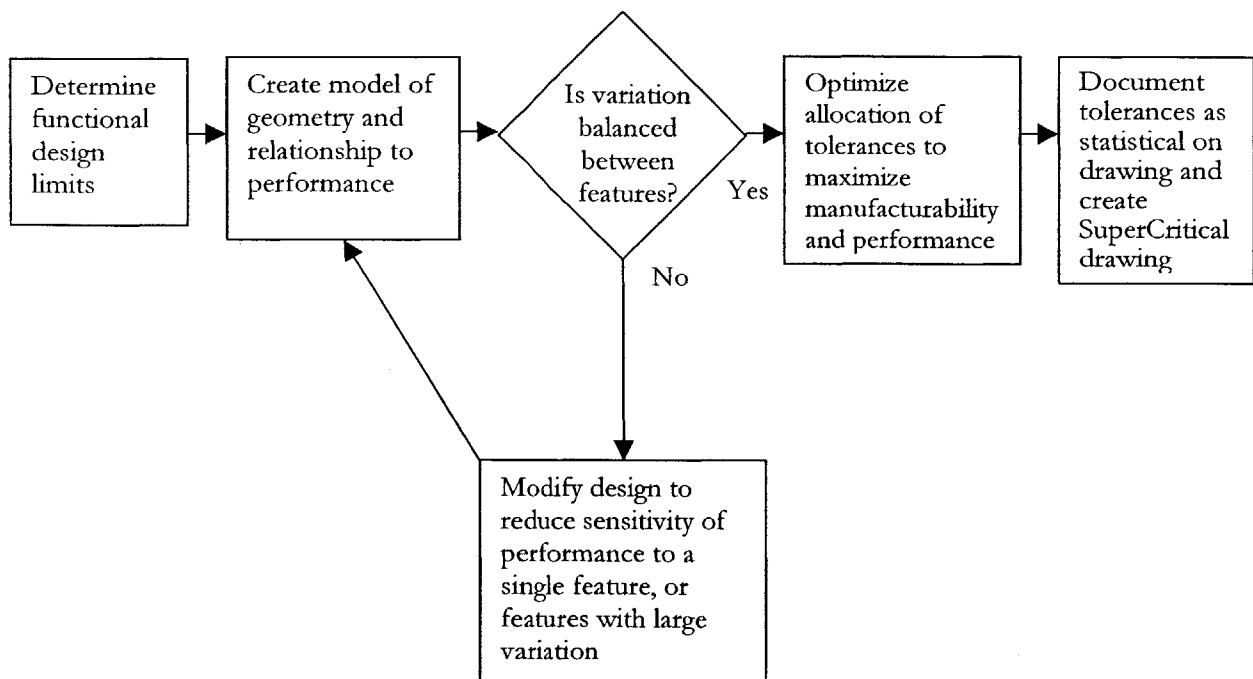 Determine
functional
design
limits
Create model of
geometry and
relationship to
performance
Is variation
balanced
between
features?
Yes
No
Optimize
allocation of
tolerances to
maximize
manufacturability
and performance
Document
tolerances as
statistical on
drawing and
create
SuperCritical
drawing
Modify design to
reduce sensitivity of
performance to a
single feature, or
features with large
variation